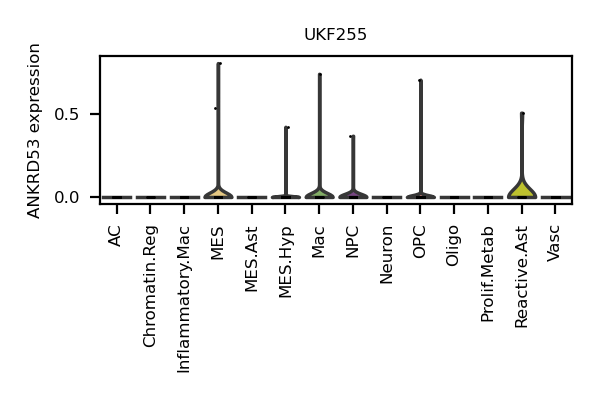 UKF255
ANKRD53 expression
0.5
0.0
AC
Chromatin.Reg
Inflammatory.Mac
MES
MES.Ast
MES.Hyp
Mac
NPC
Neuron
OPC
Oligo
Prolif.Metab
Reactive.Ast
Vasc